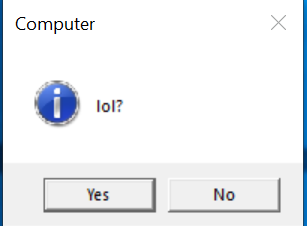 Computer
lol?
Yes
No